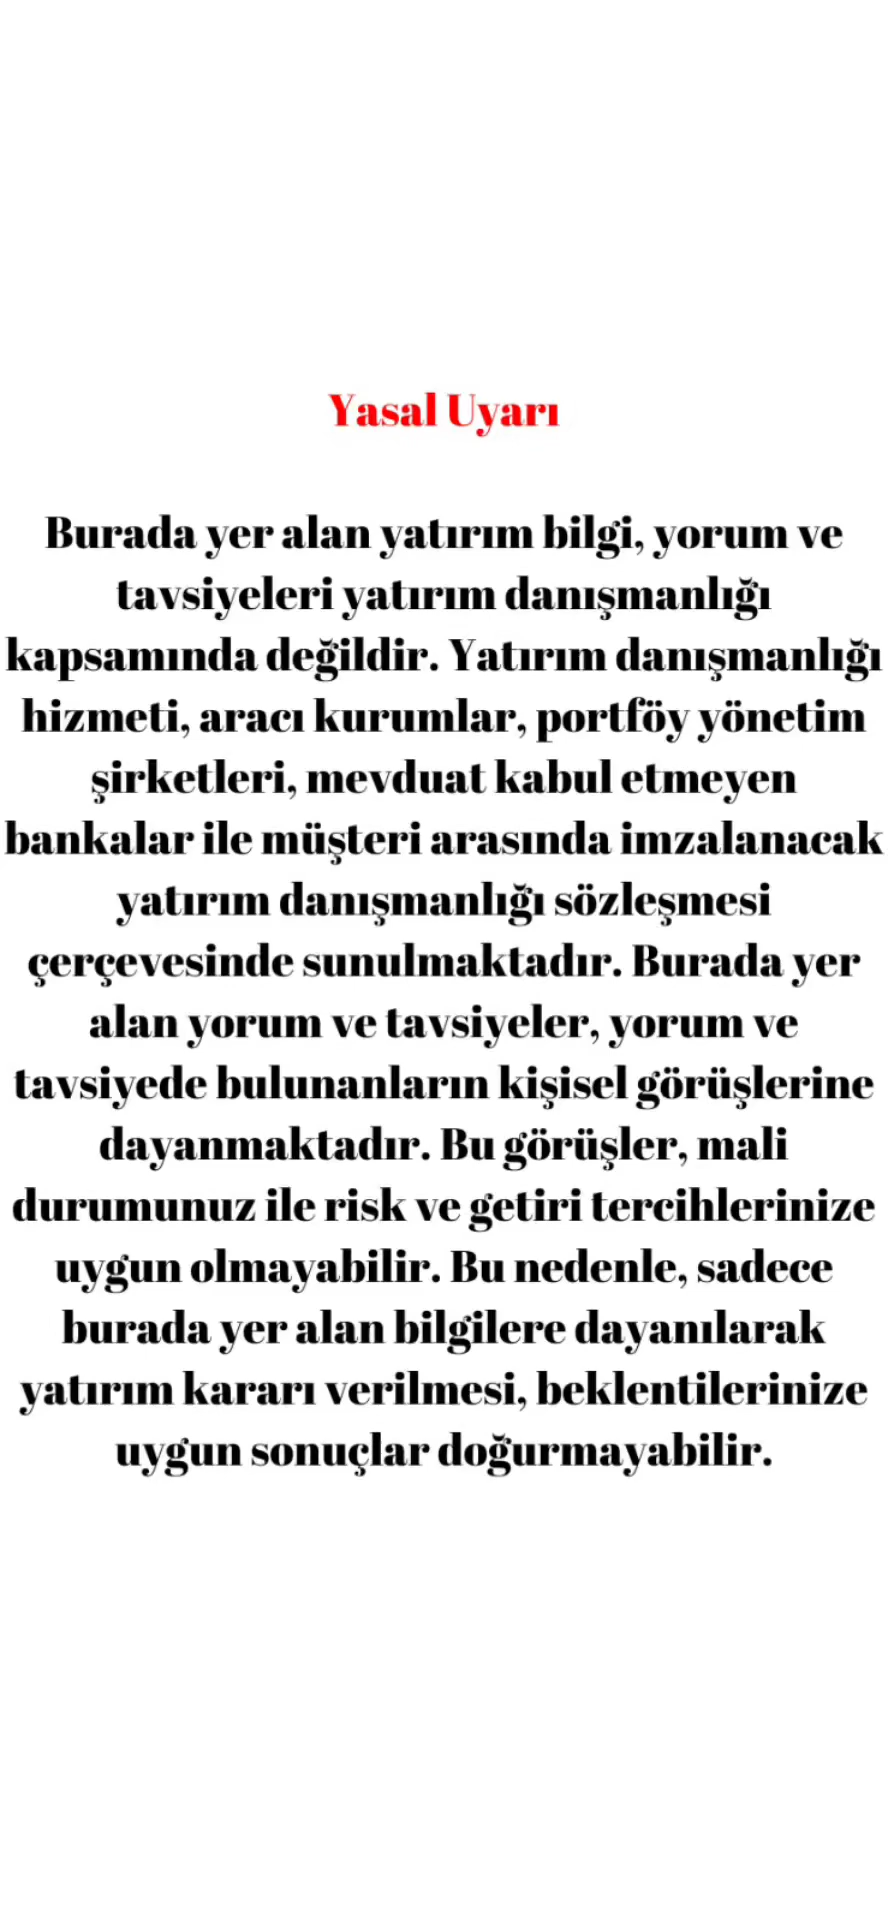 Yasal Uyarı
Burada yer alan yatırım bilgi, yorum ve
tavsiyeleri yatırım danışmanlığı
kapsamında değildir. Yatırım danışmanlığı
hizmeti, aracı kurumlar, portföy yönetim
şirketleri, mevduat kabul etmeyen
bankalar ile müşteri arasında imzalanacak
yatırım danışmanlığı sözleşmesi
çerçevesinde sunulmaktadır. Burada yer
alan yorum ve tavsiyeler, yorum ve
tavsiyede bulunanların kişisel görüşlerine
dayanmaktadır. Bu görüşler, mali
durumunuz ile risk ve getiri tercihlerinize
uygun olmayabilir. Bu nedenle, sadece
burada yer alan bilgilere dayanılarak
yatırım kararı verilmesi, beklentilerinize
uygun sonuçlar doğurmayabilir.